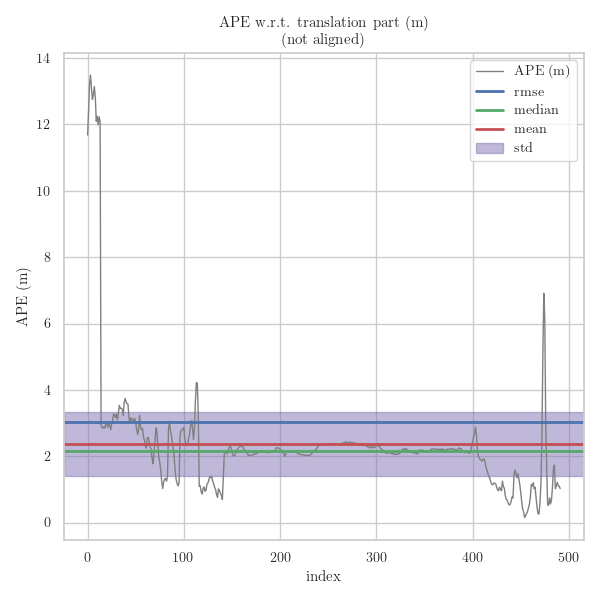 APE w.r.t. translation part (m)
(not aligned)
14
12
10
8
6
4
2
0
APE (m)
APE (m)
rmse
median
mean
std
0
100
200
300
400
500
index